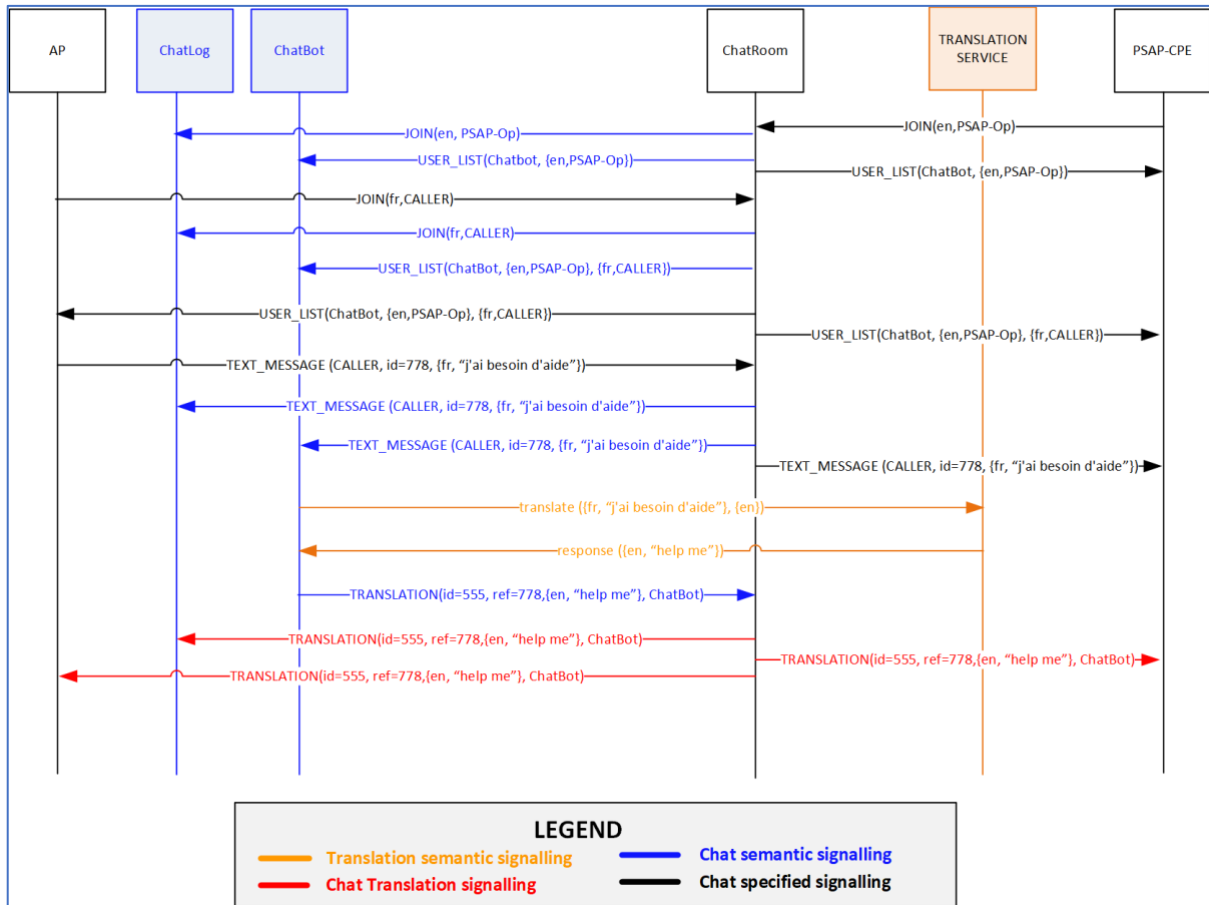 AP
ChatLog
ChatBot
ChatRoom
TRANSLATION
SERVICE
PSAP-CPE
JOIN(en,PSAP-Op)
JOIN(en, PSAP-Op)
USER_LIST(Chatbot, {en,PSAP-Op})
USER_LIST(ChatBot, {en,PSAP-Op})
JOIN(fr,CALLER)
JOIN(fr,CALLER)
USER_LIST(ChatBot, {en,PSAP-Op}, {fr,CALLER})
USER_LIST(ChatBot, {en,PSAP-Op}, {fr,CALLER})
USER_LIST(ChatBot, {en,PSAP-Op}, {fr,CALLER})
TEXT_MESSAGE (CALLER, id=778, {fr, “j'ai besoin d'aide”})
TEXT_MESSAGE (CALLER, id=778, {fr, “j'ai besoin d'aide”})
TEXT_MESSAGE (CALLER, id=778, {fr, “j'ai besoin d'aide”})
TEXT_MESSAGE (CALLER, id=778, {fr, “j'ai besoin d'aide”})
translate ({fr, “j'ai besoin d'aide”}, {en})
response ({en, “help me”})
TRANSLATION(id=555, ref=778,{en, “help me”}, ChatBot)
TRANSLATION(id=555, ref=778,{en, “help me”}, ChatBot)
TRANSLATION(id=555, ref=778,{en, “help me”}, ChatBot)
TRANSLATION(id=555, ref=778,{en, “help me”}, ChatBot)
LEGEND
Translation semantic signalling
Chat semantic signalling
Chat Translation signalling
Chat specified signalling